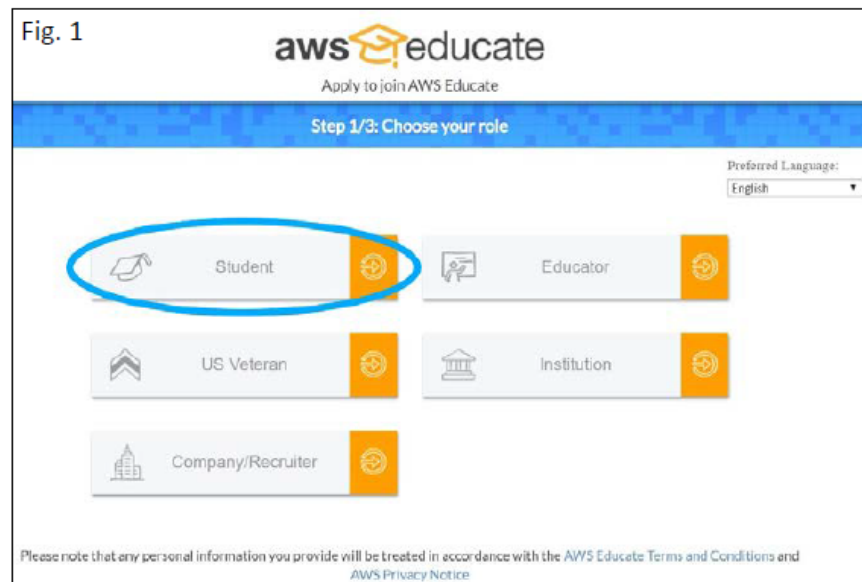 Fig. 1
aws educate
Apply to join AWS Educate
Step 1/3: Choose your role
Preferred Language:
English
Student
Educator
US Veteran
Institution
Company/Recruiter
Please note that any personal information you provide will be treated in accordance with the AWS Educate Terms and Conditions and
AWS Privacy Notice